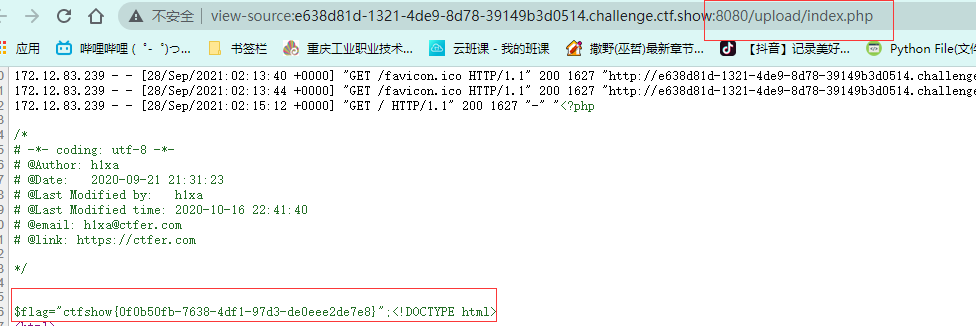 不安全 | view-source:e638d81d-1321-4de9-8d78-39149b3d0514.challenge.ctf.show:8080/upload/index.php
应用 哔哩哔哩 ( ゜- ゜)つ... 书签栏 重庆工业职业技术... 云班课 - 我的班课 撒野(巫哲)最新章节... 【抖音】记录美好... Python File(文
172.12.83.239 - - [28/Sep/2021:02:13:40 +0000] "GET /favicon.ico HTTP/1.1" 200 1627 "http://e638d81d-1321-4de9-8d78-39149b3d0514.challenge
172.12.83.239 - - [28/Sep/2021:02:13:44 +0000] "GET /favicon.ico HTTP/1.1" 200 1627 "http://e638d81d-1321-4de9-8d78-39149b3d0514.challenge
172.12.83.239 - - [28/Sep/2021:02:15:12 +0000] "GET / HTTP/1.1" 200 1627 "-" "<?php
/*
# -*- coding: utf-8 -*-
# @Author: h1xa
# @Date:   2020-09-21 21:31:23
# @Last Modified by:   h1xa
# @Last Modified time: 2020-10-16 22:41:40
# @email: h1xa@ctfer.com
# @link: https://ctfer.com
*/
$flag="ctfshow{0f0b50fb-7638-4df1-97d3-de0eee2de7e8}";<!DOCTYPE html>
<html>